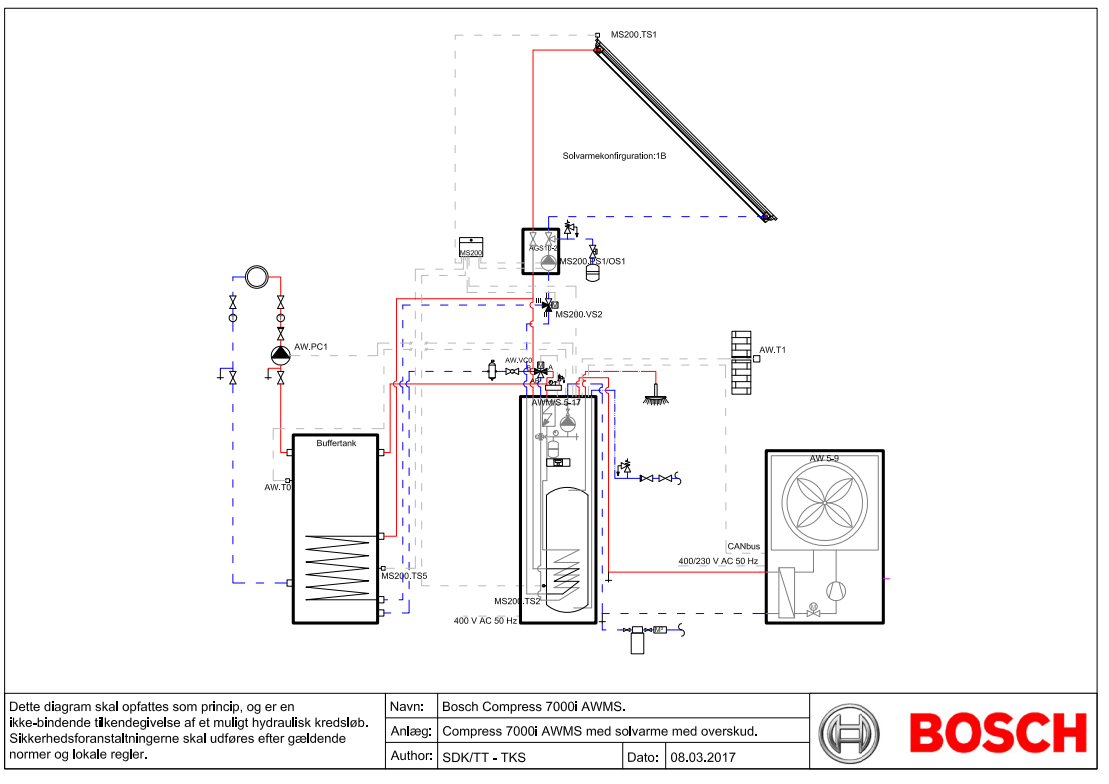 MS200.TS1
Solvarmekonfirguration:1B
MS200
AGS10-2
MS200.PS1/OS1
MS200.VS2
AW.PC1
AW.VC0
B
A
AB
AW.T1
AWM/S 5-17
Buffertank
AW 5-9
AW.T0
CANbus
400/230 V AC 50 Hz
MS200.TS5
MS200.TS2
M
400 V AC 50 Hz
Dette diagram skal opfattes som princip, og er en
ikke-bindende tilkendegivelse af et muligt hydraulisk kredsløb.
Sikkerhedsforanstaltningerne skal udføres efter gældende
normer og lokale regler.
Navn: Bosch Compress 7000i AWMS.
Anlæg: Compress 7000i AWMS med solvarme med overskud.
Author: SDK/TT - TKS Dato: 08.03.2017
BOSCH